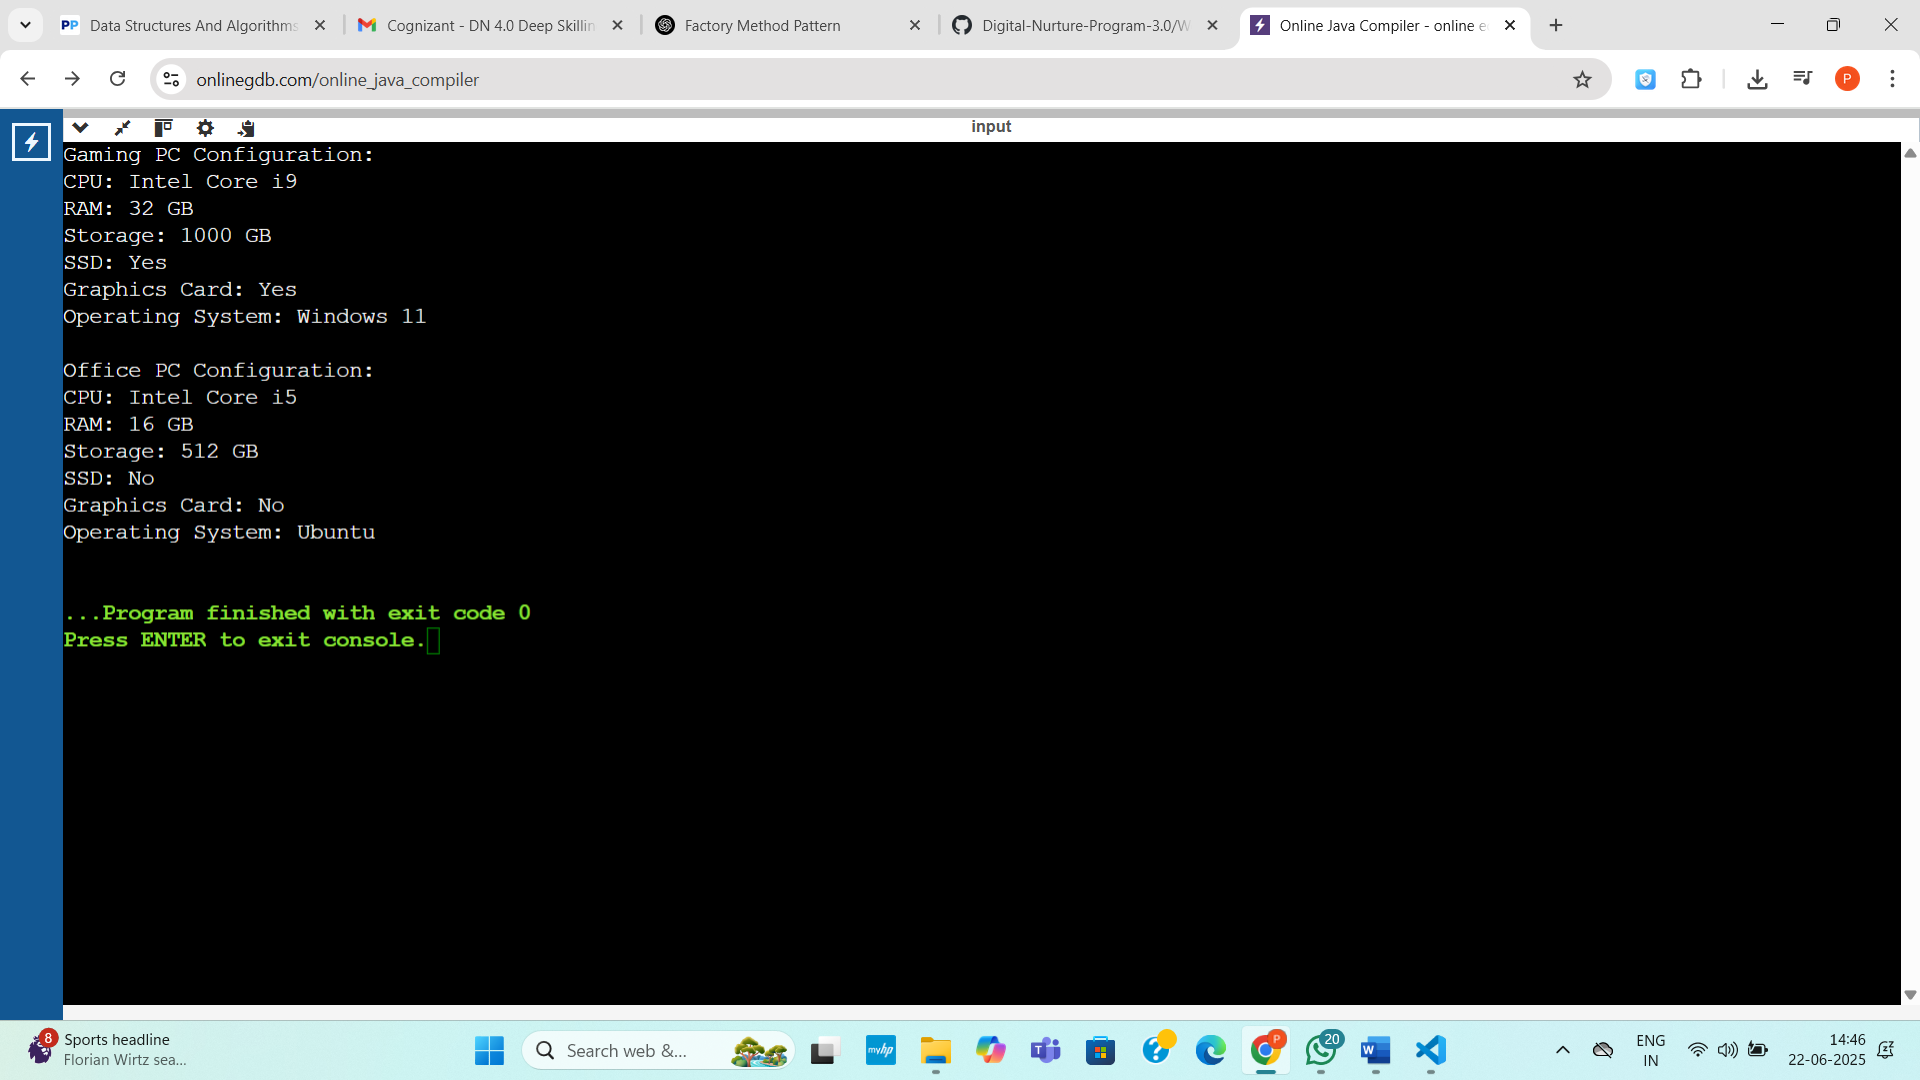 Data Structures And Algorithms
Cognizant - DN 4.0 Deep Skillin
Factory Method Pattern
Digital-Nurture-Program-3.0/W
Online Java Compiler - online e
onlinegdb.com/online_java_compiler
P
input
Gaming PC Configuration:
CPU: Intel Core i9
RAM: 32 GB
Storage: 1000 GB
SSD: Yes
Graphics Card: Yes
Operating System: Windows 11
Office PC Configuration:
CPU: Intel Core i5
RAM: 16 GB
Storage: 512 GB
SSD: No
Graphics Card: No
Operating System: Ubuntu
...Program finished with exit code 0
Press ENTER to exit console.
8
Sports headline
Florian Wirtz sea...
Search web &...
myhp
P
20
ENG
IN
14:46
22-06-2025